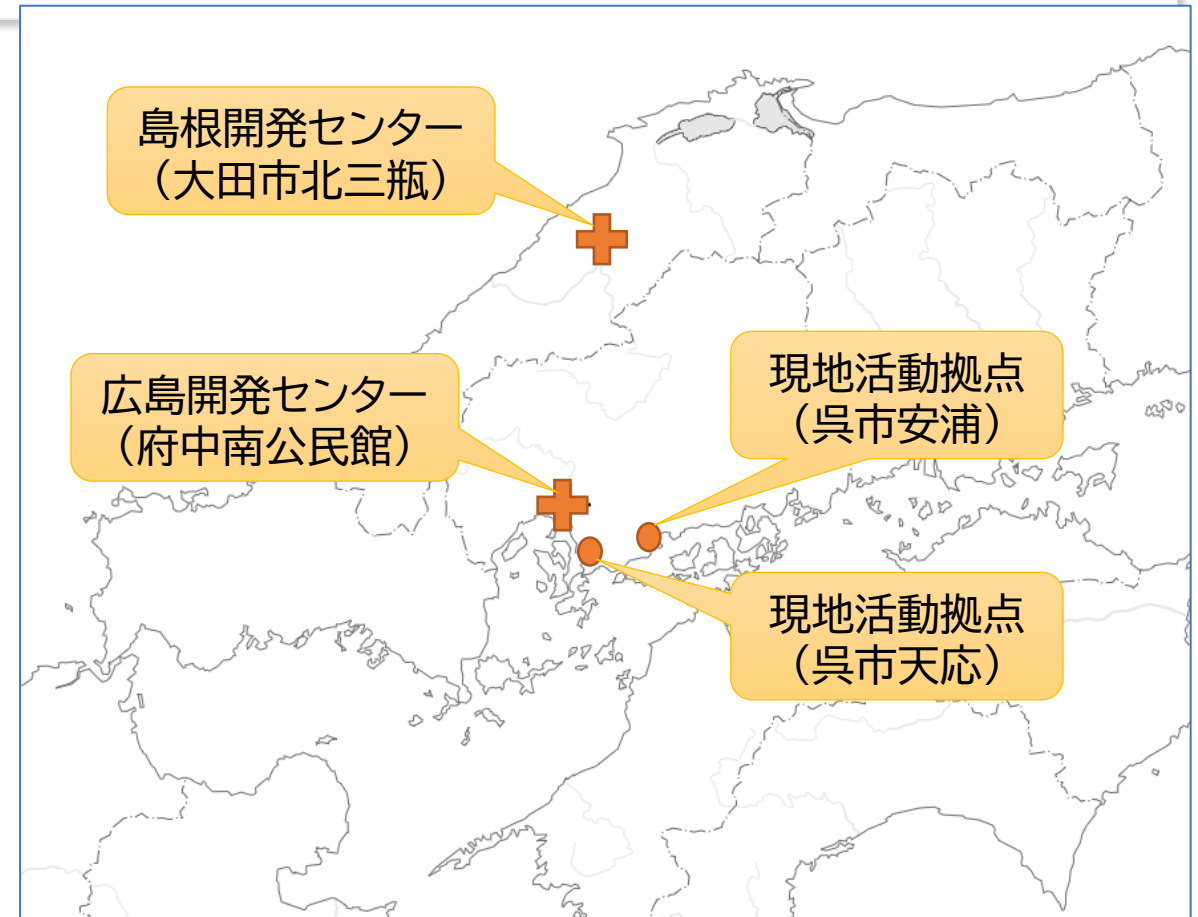 島根開発センター
（大田市北三瓶）
広島開発センター
（府中南公民館）
現地活動拠点
（呉市安浦）
現地活動拠点
（呉市天応）